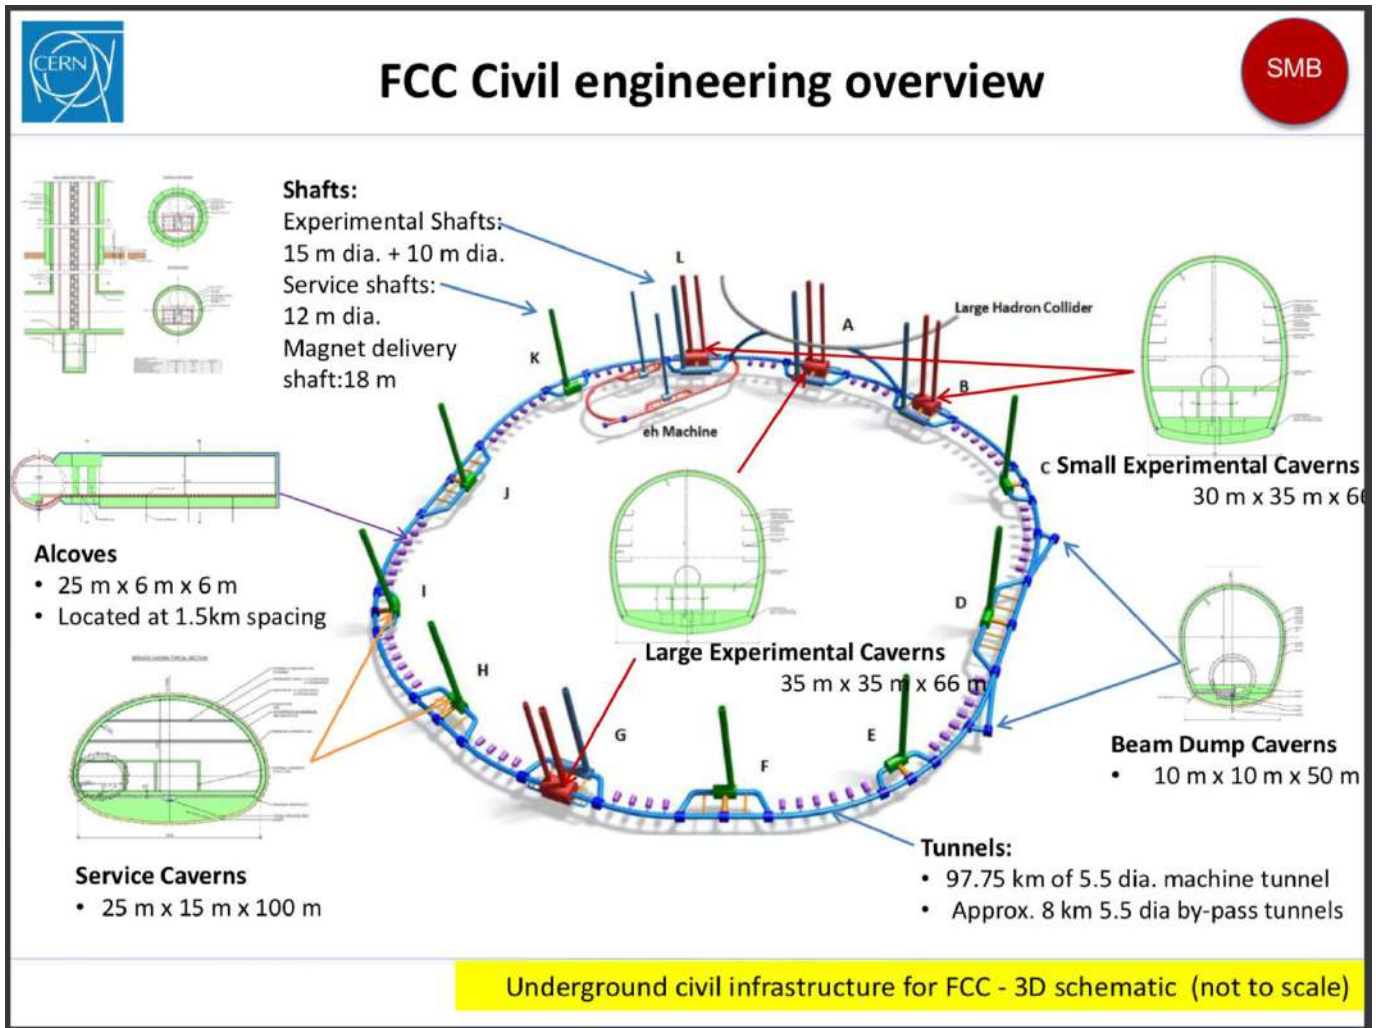 CERN
FCC Civil engineering overview
SMB
Shafts:
Experimental Shafts:
15 m dia. + 10 m dia.
Service shafts:
12 m dia.
Magnet delivery
shaft:18 m
L
A
Large Hadron Collider
K
B
eh Machine
C
Small Experimental Caverns
30 m x 35 m x 66
J
Alcoves
• 25 m x 6 m x 6 m
• Located at 1.5km spacing
I
D
H
Large Experimental Caverns
35 m x 35 m x 66 m
G
E
F
Beam Dump Caverns
• 10 m x 10 m x 50 m
Service Caverns
• 25 m x 15 m x 100 m
Tunnels:
• 97.75 km of 5.5 dia. machine tunnel
• Approx. 8 km 5.5 dia by-pass tunnels
Underground civil infrastructure for FCC - 3D schematic (not to scale)